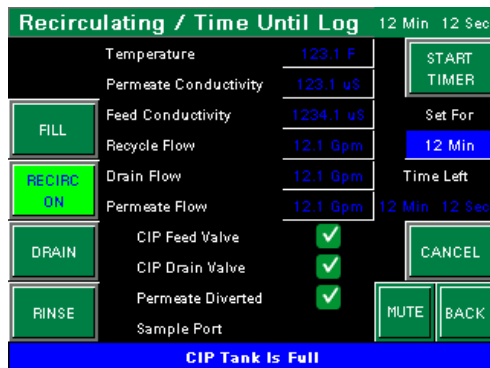 Recirculating / Time Until Log 12 Min 12 Sec
Temperature 123.1 F
START TIMER
Permeate Conductivity 123.1 uS
FILL
Feed Conductivity 1234.1 uS
Set For
Recycle Flow 12.1 Gpm
12 Min
RECIRC ON
Drain Flow 12.1 Gpm
Time Left
Permeate Flow 12.1 Gpm
12 Min 12 Sec
DRAIN
CIP Feed Valve
CANCEL
CIP Drain Valve
RINSE
Permeate Diverted
MUTE
BACK
Sample Port
CIP Tank Is Full